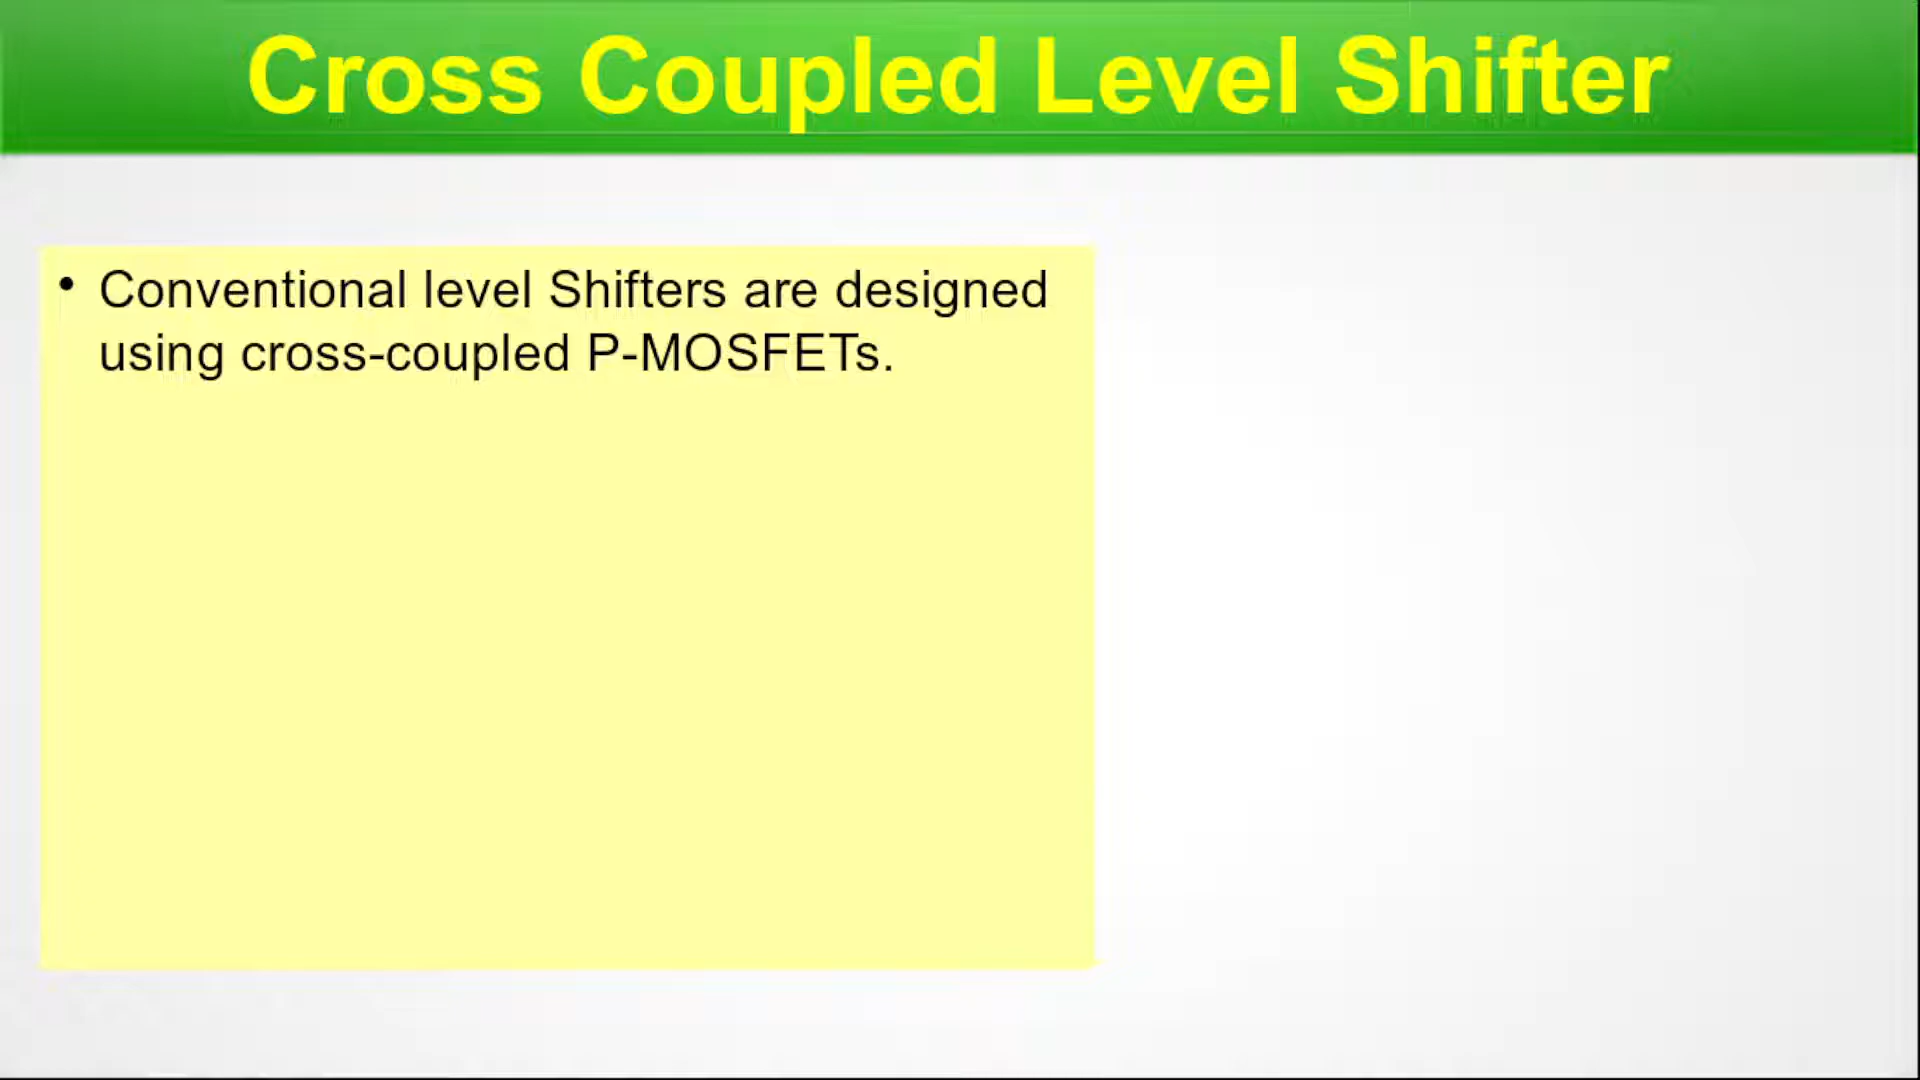 Cross Coupled Level Shifter
• Conventional level Shifters are designed
using cross-coupled P-MOSFETs.